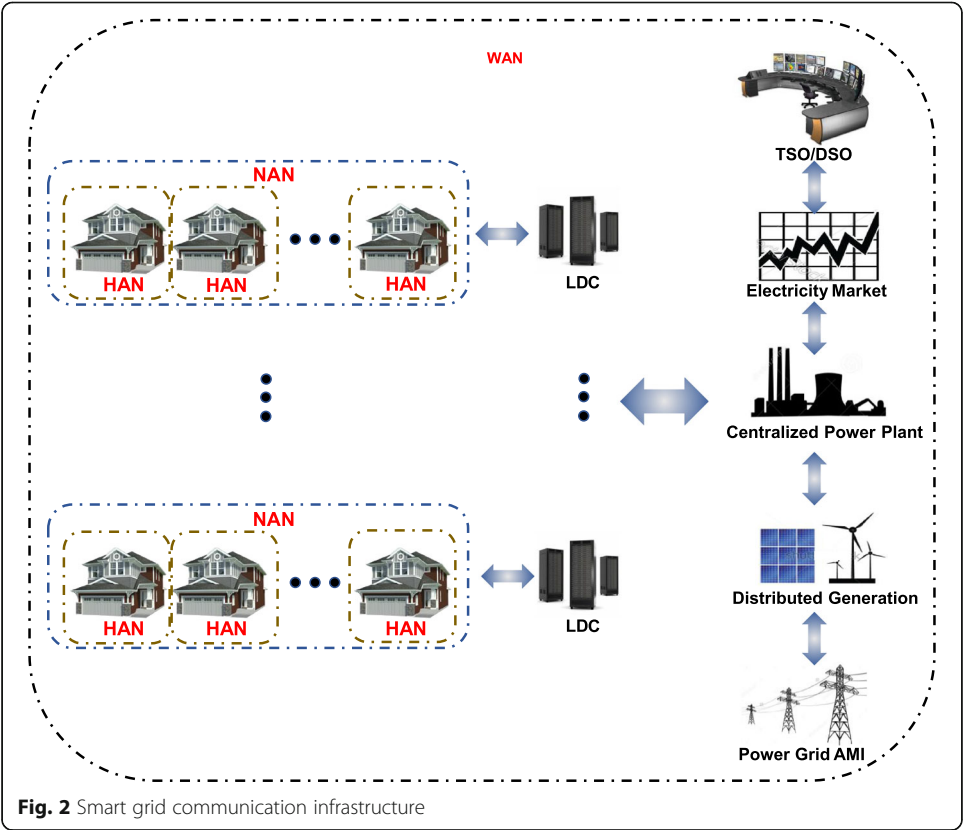 WAN
TSO/DSO
NAN
HAN
HAN
HAN
LDC
Electricity Market
Centralized Power Plant
NAN
HAN
HAN
HAN
LDC
Distributed Generation
Power Grid AMI
Fig. 2 Smart grid communication infrastructure